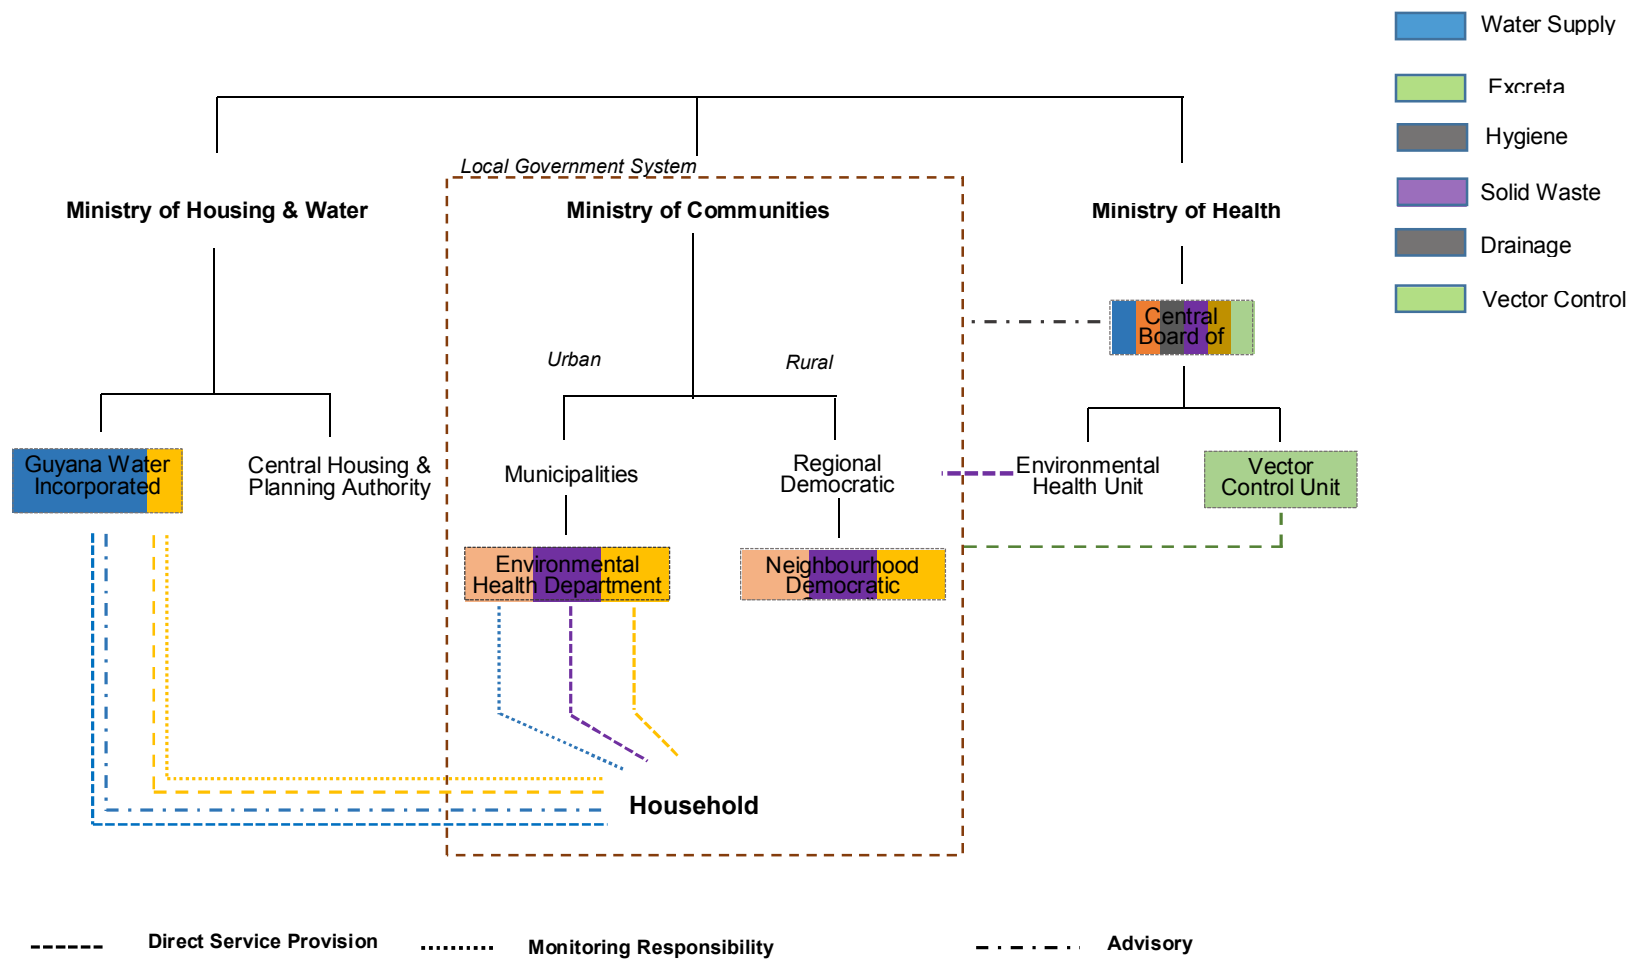 Water Supply
Excreta
Hygiene
Solid Waste
Drainage
Vector Control
Local Government System
Ministry of Housing & Water
Ministry of Communities
Ministry of Health
Central
Board of
Urban
Rural
Guyana Water
Incorporated
Central Housing &
Planning Authority
Municipalities
Regional
Democratic
Environmental
Health Unit
Vector
Control Unit
Environmental
Health Department
Neighbourhood
Democratic
Household
Direct Service Provision
Monitoring Responsibility
Advisory